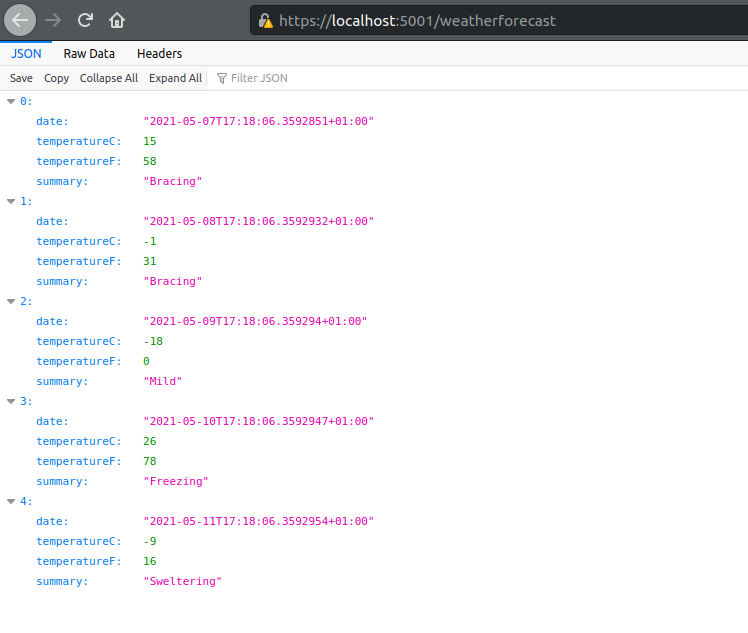 https://localhost:5001/weatherforecast
JSON Raw Data Headers
Save Copy Collapse All Expand All Filter JSON
0:
date: "2021-05-07T17:18:06.3592851+01:00"
temperatureC: 15
temperatureF: 58
summary: "Bracing"
1:
date: "2021-05-08T17:18:06.3592932+01:00"
temperatureC: -1
temperatureF: 31
summary: "Bracing"
2:
date: "2021-05-09T17:18:06.359294+01:00"
temperatureC: -18
temperatureF: 0
summary: "Mild"
3:
date: "2021-05-10T17:18:06.3592947+01:00"
temperatureC: 26
temperatureF: 78
summary: "Freezing"
4:
date: "2021-05-11T17:18:06.3592954+01:00"
temperatureC: -9
temperatureF: 16
summary: "Sweltering"